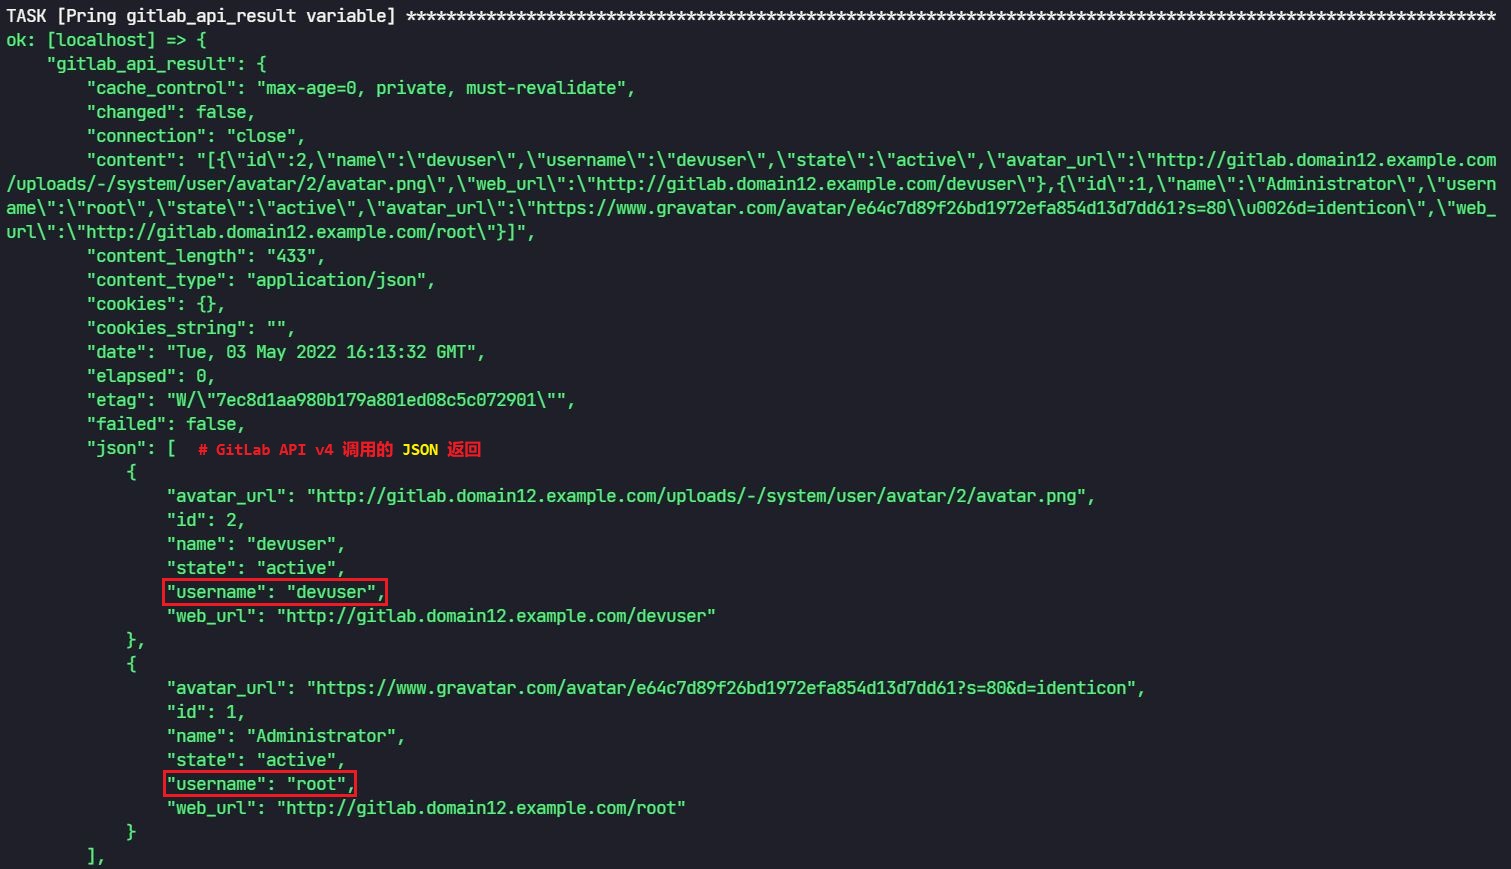 TASK [Pring gitlab_api_result variable] *************************************************************************************************************
ok: [localhost] => {
    "gitlab_api_result": {
        "cache_control": "max-age=0, private, must-revalidate",
        "changed": false,
        "connection": "close",
        "content": "[{\"id\":2,\"name\":\"devuser\",\"username\":\"devuser\",\"state\":\"active\",\"avatar_url\":\"http://gitlab.domain12.example.com
/uploads/-/system/user/avatar/2/avatar.png\",\"web_url\":\"http://gitlab.domain12.example.com/devuser\"},{\"id\":1,\"name\":\"Administrator\",\"usern
ame\":\"root\",\"state\":\"active\",\"avatar_url\":\"https://www.gravatar.com/avatar/e64c7d89f26bd1972efa854d13d7dd61?s=80\\u0026d=identicon\",\"web_
url\":\"http://gitlab.domain12.example.com/root\"}]",
        "content_length": "433",
        "content_type": "application/json",
        "cookies": {},
        "cookies_string": "",
        "date": "Tue, 03 May 2022 16:13:32 GMT",
        "elapsed": 0,
        "etag": "W/\"7ec8d1aa980b179a801ed08c5c072901\"",
        "failed": false,
        "json": [  # GitLab API v4 调用的 JSON 返回
            {
                "avatar_url": "http://gitlab.domain12.example.com/uploads/-/system/user/avatar/2/avatar.png",
                "id": 2,
                "name": "devuser",
                "state": "active",
                "username": "devuser",
                "web_url": "http://gitlab.domain12.example.com/devuser"
            },
            {
                "avatar_url": "https://www.gravatar.com/avatar/e64c7d89f26bd1972efa854d13d7dd61?s=80&d=identicon",
                "id": 1,
                "name": "Administrator",
                "state": "active",
                "username": "root",
                "web_url": "http://gitlab.domain12.example.com/root"
            }
        ],